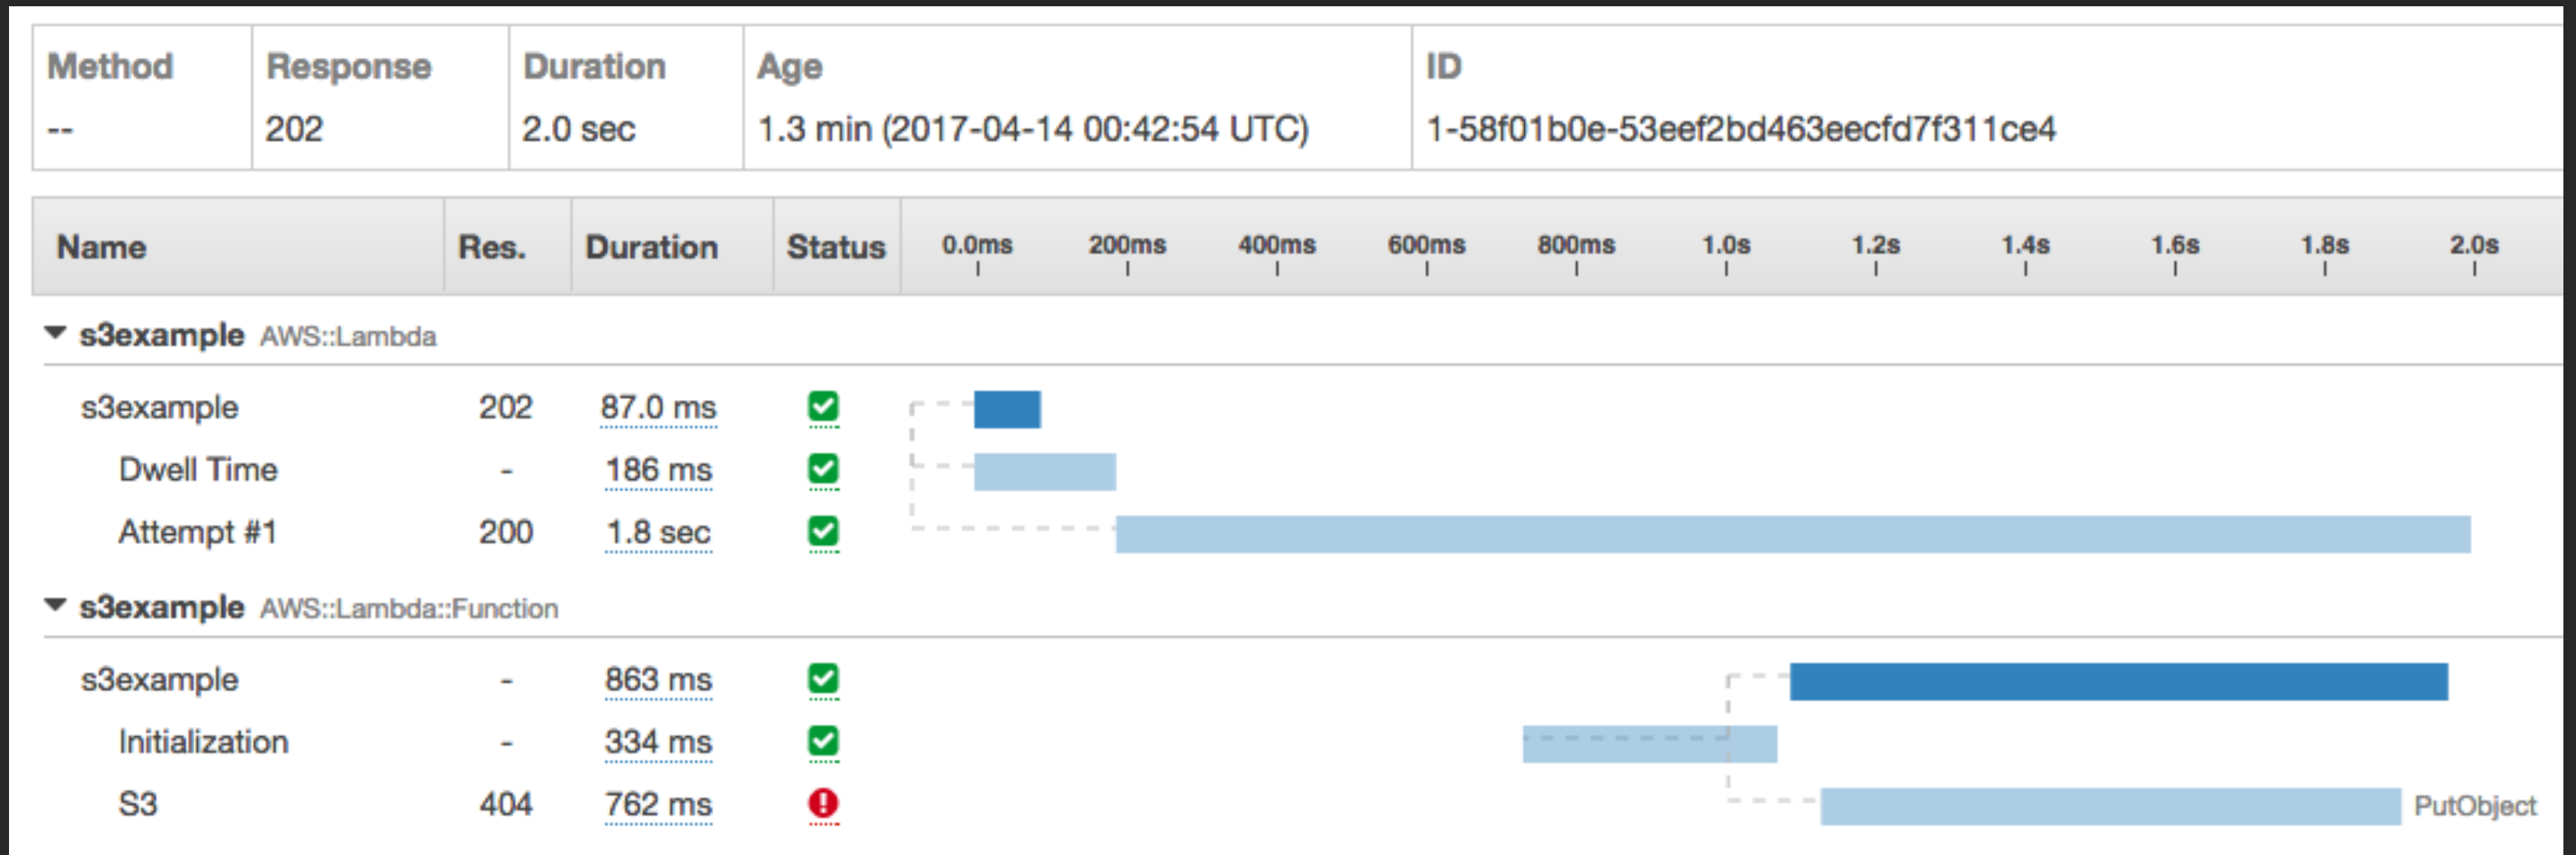 Method Response Duration Age ID
-- 202 2.0 sec 1.3 min (2017-04-14 00:42:54 UTC) 1-58f01b0e-53eef2bd463eecfd7f311ce4
Name Res. Duration Status 0.0ms 200ms 400ms 600ms 800ms 1.0s 1.2s 1.4s 1.6s 1.8s 2.0s
s3example AWS::Lambda
s3example 202 87.0 ms
Dwell Time - 186 ms
Attempt #1 200 1.8 sec
s3example AWS::Lambda::Function
s3example - 863 ms
Initialization - 334 ms
S3 404 762 ms PutObject